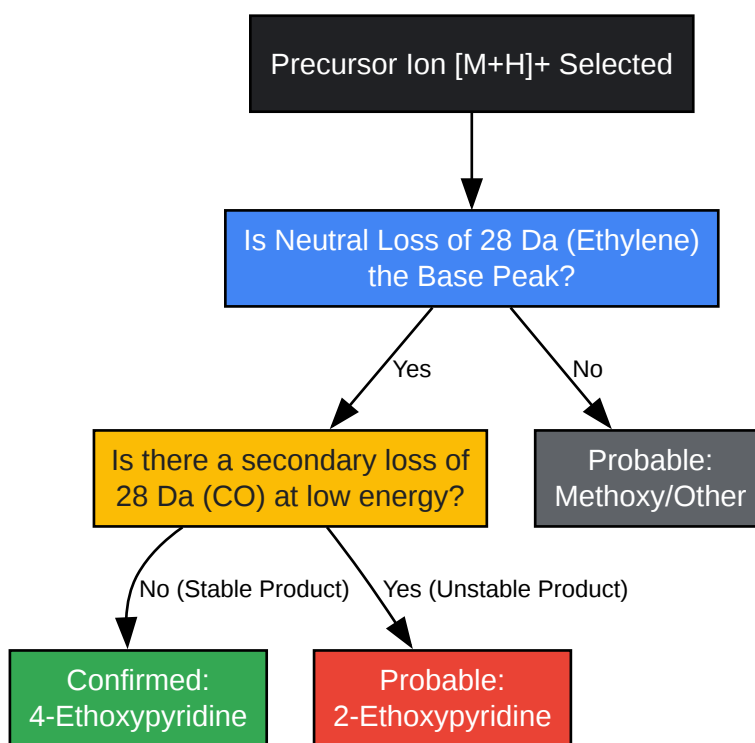 Precursor Ion [M+H]+ Selected
Is Neutral Loss of 28 Da (Ethylene)
the Base Peak?
Yes
No
Is there a secondary loss of
28 Da (CO) at low energy?
Probable:
Methoxy/Other
No (Stable Product)
Yes (Unstable Product)
Confirmed:
4-Ethoxypyridine
Probable:
2-Ethoxypyridine